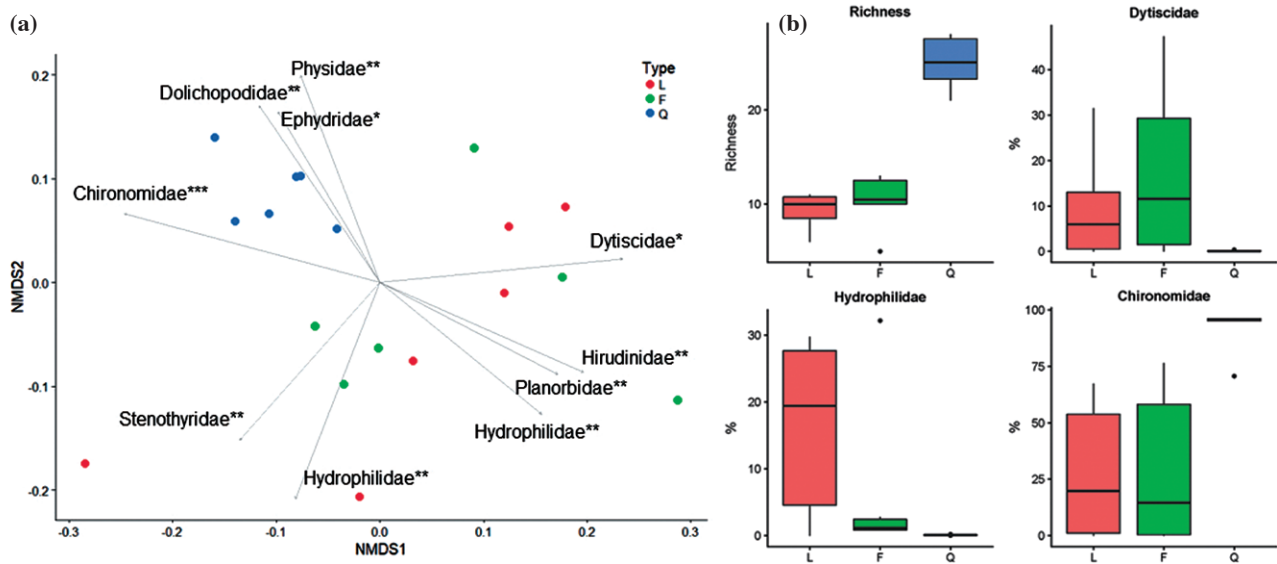 (a)
Type
L
F
Q
Physidae**
Dolichopodidae**
Ephydridae*
Chironomidae***
Dytiscidae*
Hirudinidae**
Planorbidae**
Hydrophilidae**
Stenothyridae**
Hydrophilidae**
NMDS2
0.2
0.1
0.0
-0.1
-0.2
-0.3
-0.2
-0.1
0.0
0.1
0.2
0.3
NMDS1
(b)
Richness
Richness
20
10
L
F
Q
Dytiscidae
%
40
30
20
10
0
L
F
Q
Hydrophilidae
%
30
20
10
0
L
F
Q
Chironomidae
%
100
75
50
25
0
L
F
Q